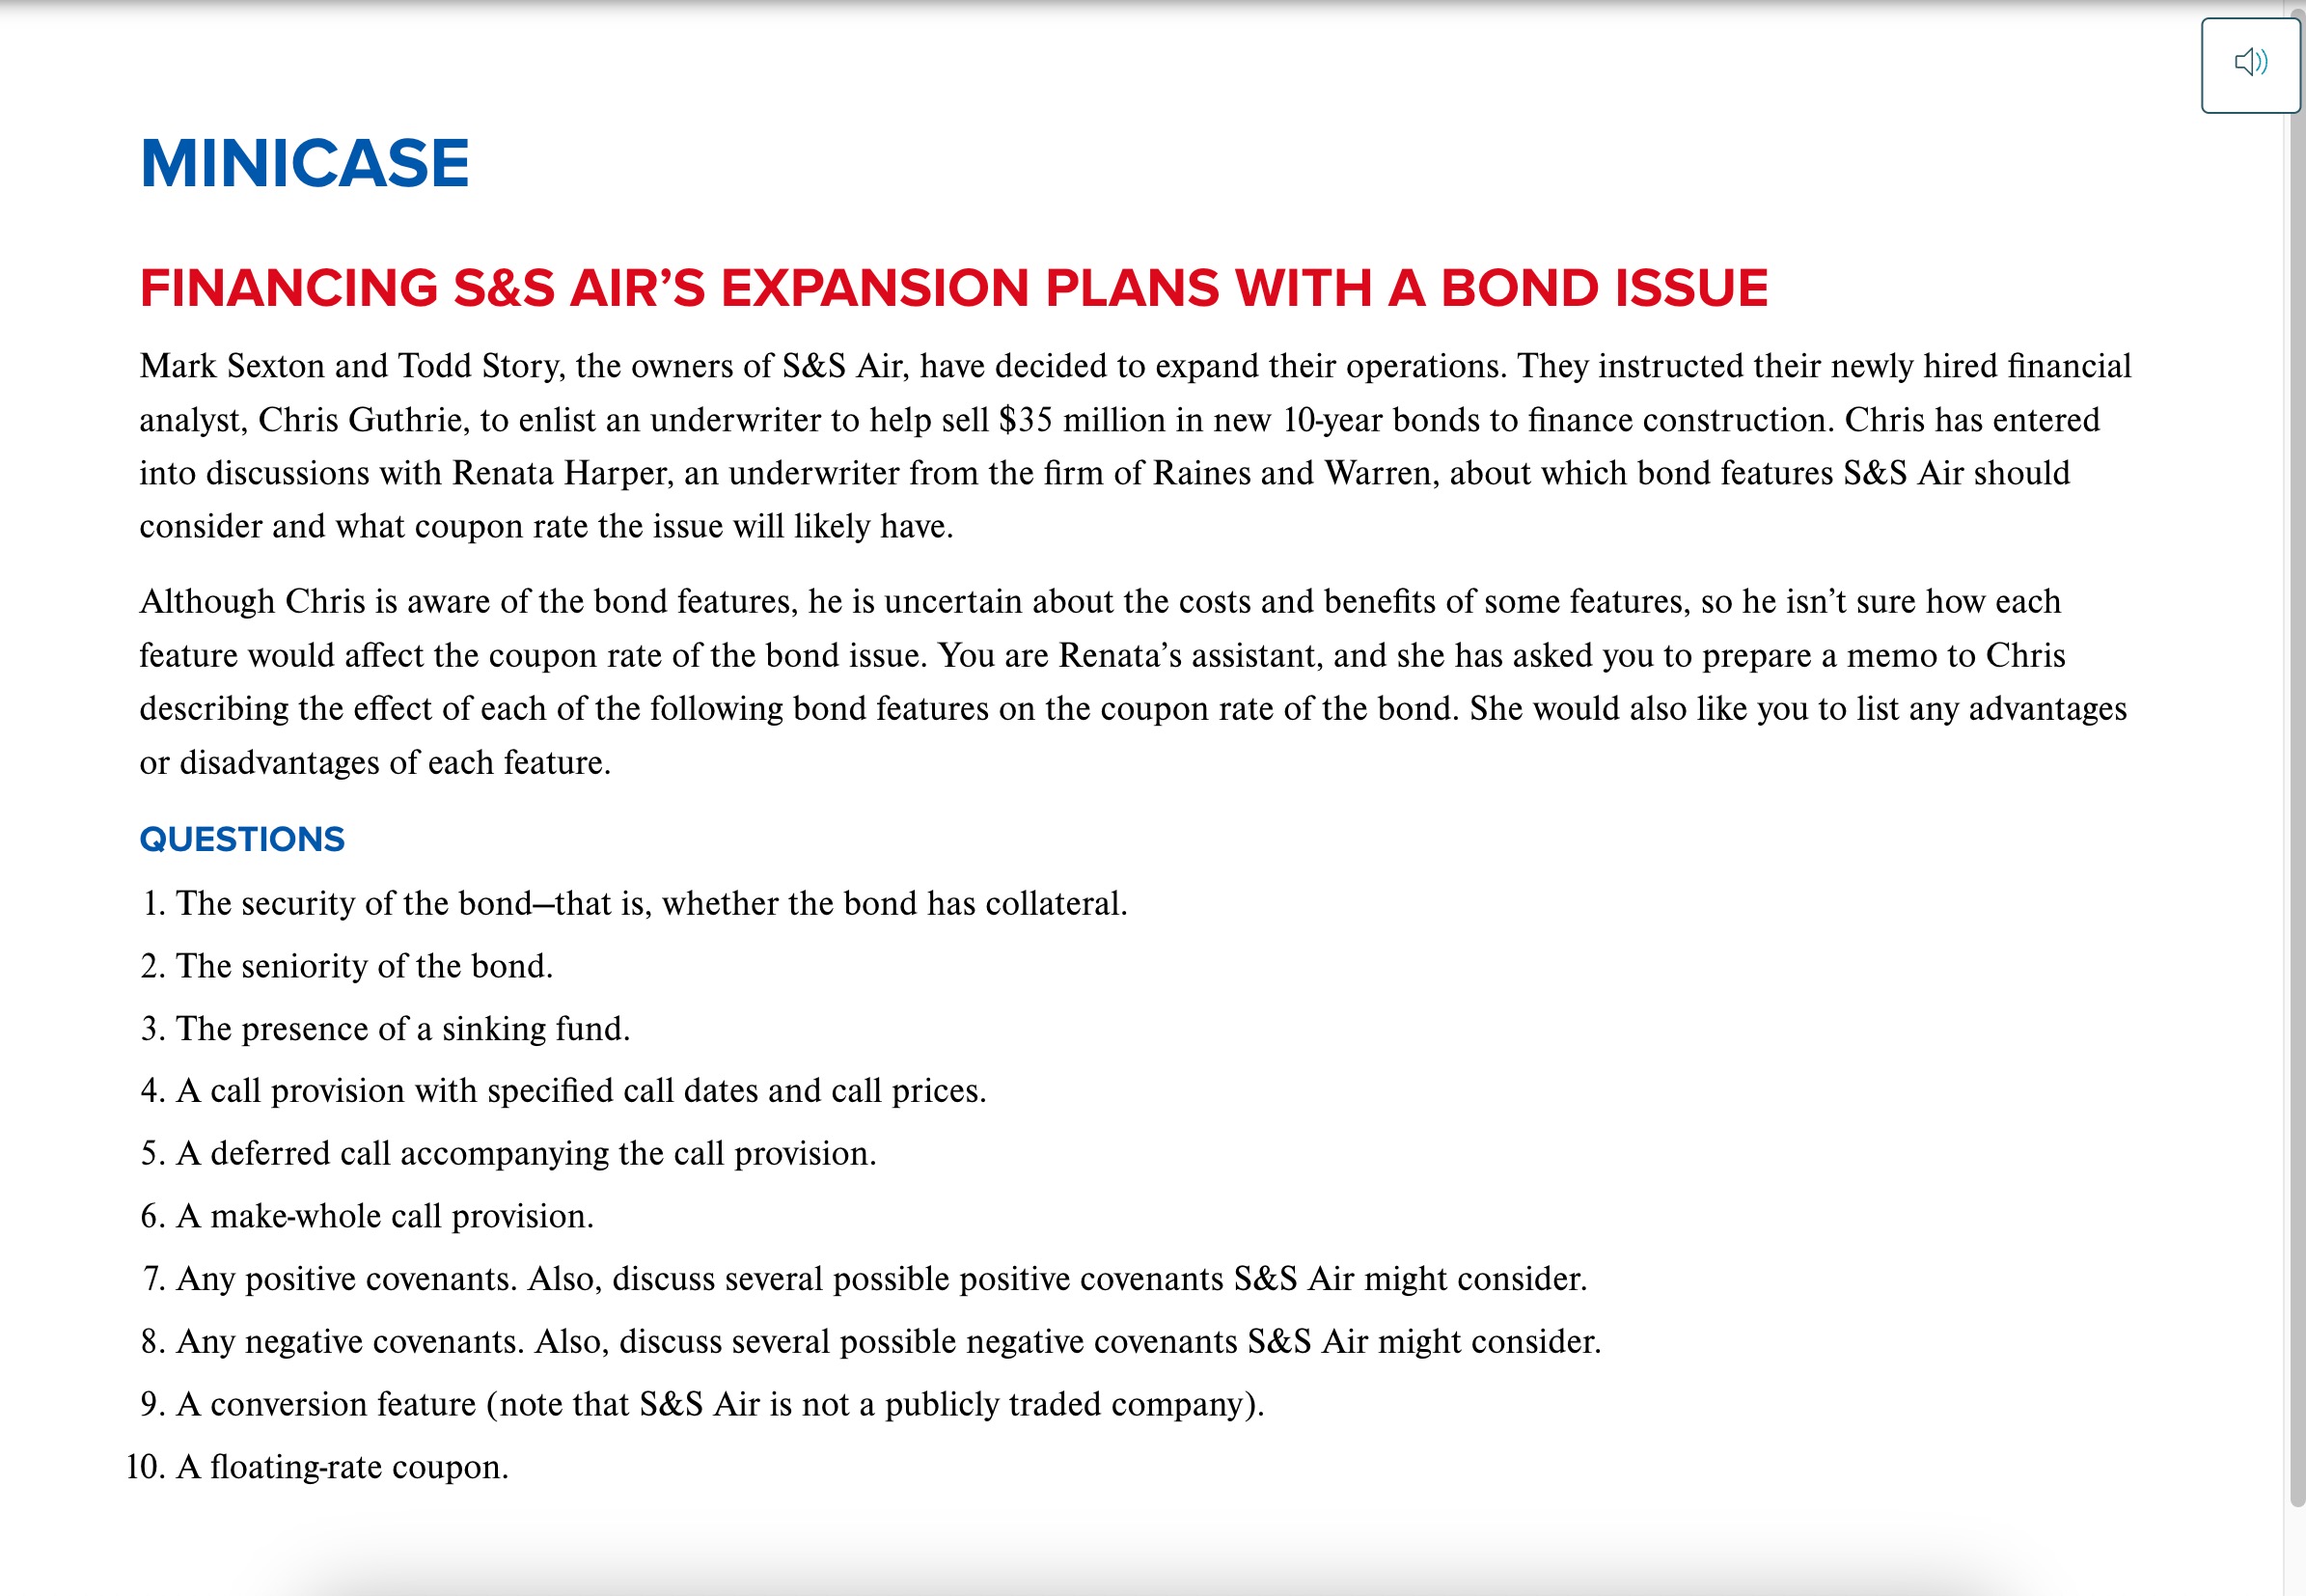 MINICASE
FINANCING S&S AIR’S EXPANSION PLANS WITH A BOND ISSUE
Mark Sexton and Todd Story, the owners of S&S Air, have decided to expand their operations. They instructed their newly hired financial
analyst, Chris Guthrie, to enlist an underwriter to help sell $35 million in new 10-year bonds to finance construction. Chris has entered
into discussions with Renata Harper, an underwriter from the firm of Raines and Warren, about which bond features S&S Air should
consider and what coupon rate the issue will likely have.
Although Chris is aware of the bond features, he is uncertain about the costs and benefits of some features, so he isn’t sure how each
feature would affect the coupon rate of the bond issue. You are Renata’s assistant, and she has asked you to prepare a memo to Chris
describing the effect of each of the following bond features on the coupon rate of the bond. She would also like you to list any advantages
or disadvantages of each feature.
QUESTIONS
1. The security of the bond—that is, whether the bond has collateral.
2. The seniority of the bond.
3. The presence of a sinking fund.
4. A call provision with specified call dates and call prices.
5. A deferred call accompanying the call provision.
6. A make-whole call provision.
7. Any positive covenants. Also, discuss several possible positive covenants S&S Air might consider.
8. Any negative covenants. Also, discuss several possible negative covenants S&S Air might consider.
9. A conversion feature (note that S&S Air is not a publicly traded company).
10. A floating-rate coupon.